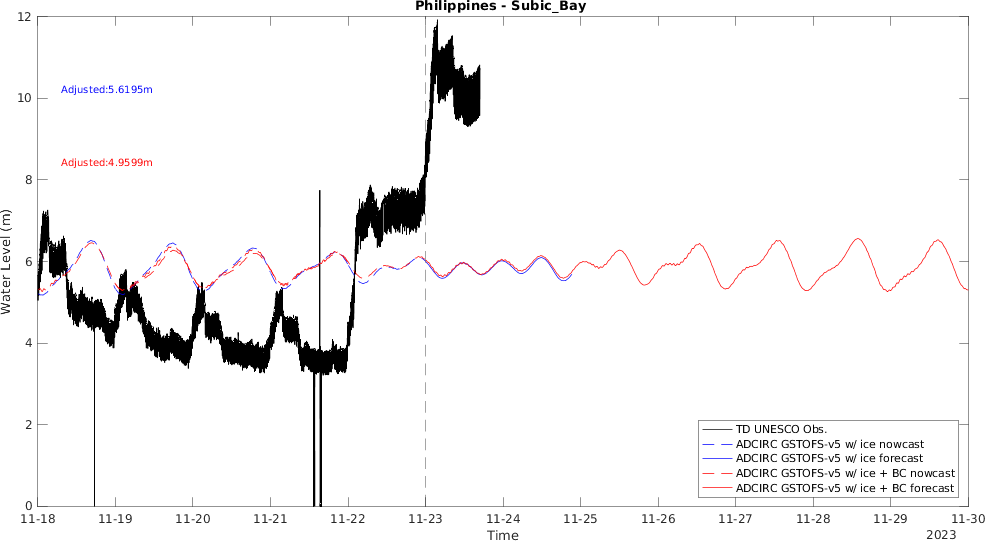 Philippines - Subic_Bay
12
10
8
6
4
2
0
Water Level (m)
Adjusted:5.6195m
Adjusted:4.9599m
TD UNESCO Obs.
ADCIRC GSTOFS-v5 w/ ice nowcast
ADCIRC GSTOFS-v5 w/ ice forecast
ADCIRC GSTOFS-v5 w/ ice + BC nowcast
ADCIRC GSTOFS-v5 w/ ice + BC forecast
11-18 11-19 11-20 11-21 11-22 11-23 11-24 11-25 11-26 11-27 11-28 11-29 11-30
Time
2023